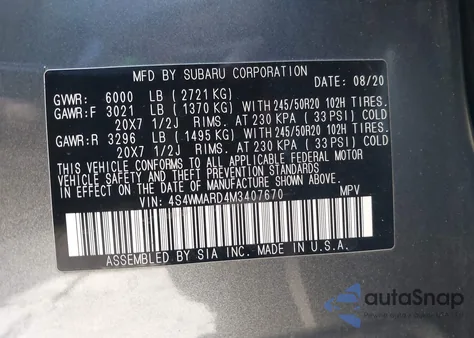 MFD BY SUBARU CORPORATION DATE: 08/20
GVWR: 6000 LB (2721 KG)
GAWR:F 3021 LB (1370 KG) WITH 245/50R20 102H TIRES.
20X7 1/2J RIMS. AT 230 KPA (33 PSI) COLD
GAWR:R 3296 LB (1495 KG) WITH 245/50R20 102H TIRES.
20X7 1/2J RIMS. AT 230 KPA (33 PSI) COLD
THIS VEHICLE CONFORMS TO ALL APPLICABLE FEDERAL MOTOR
VEHICLE SAFETY STANDARDS IN EFFECT ON THE DATE OF
MANUFACTURE SHOWN ABOVE.
VIN: 4S4WMARD4M3407670 MPV
ASSEMBLED BY SIA INC. MADE IN U.S.A.
autoSnap